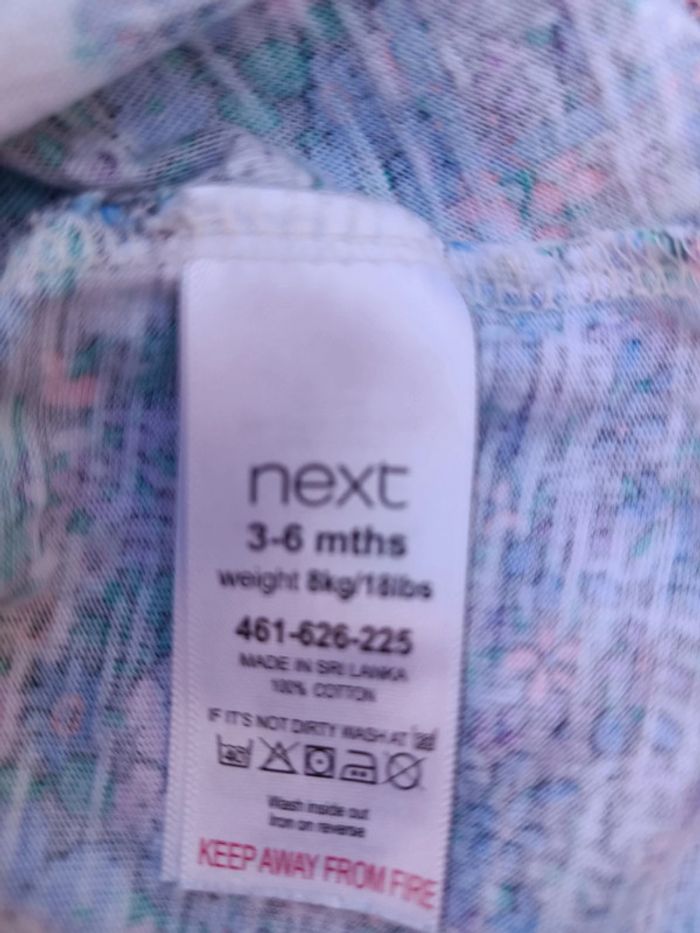 next
3-6 mths
weight 8kg/18lbs
461-626-225
MADE IN SRI LANKA
100% COTTON
IF IT'S NOT DIRTY WASH AT
40
Wash inside out
Iron on reverse
KEEP AWAY FROM FIRE